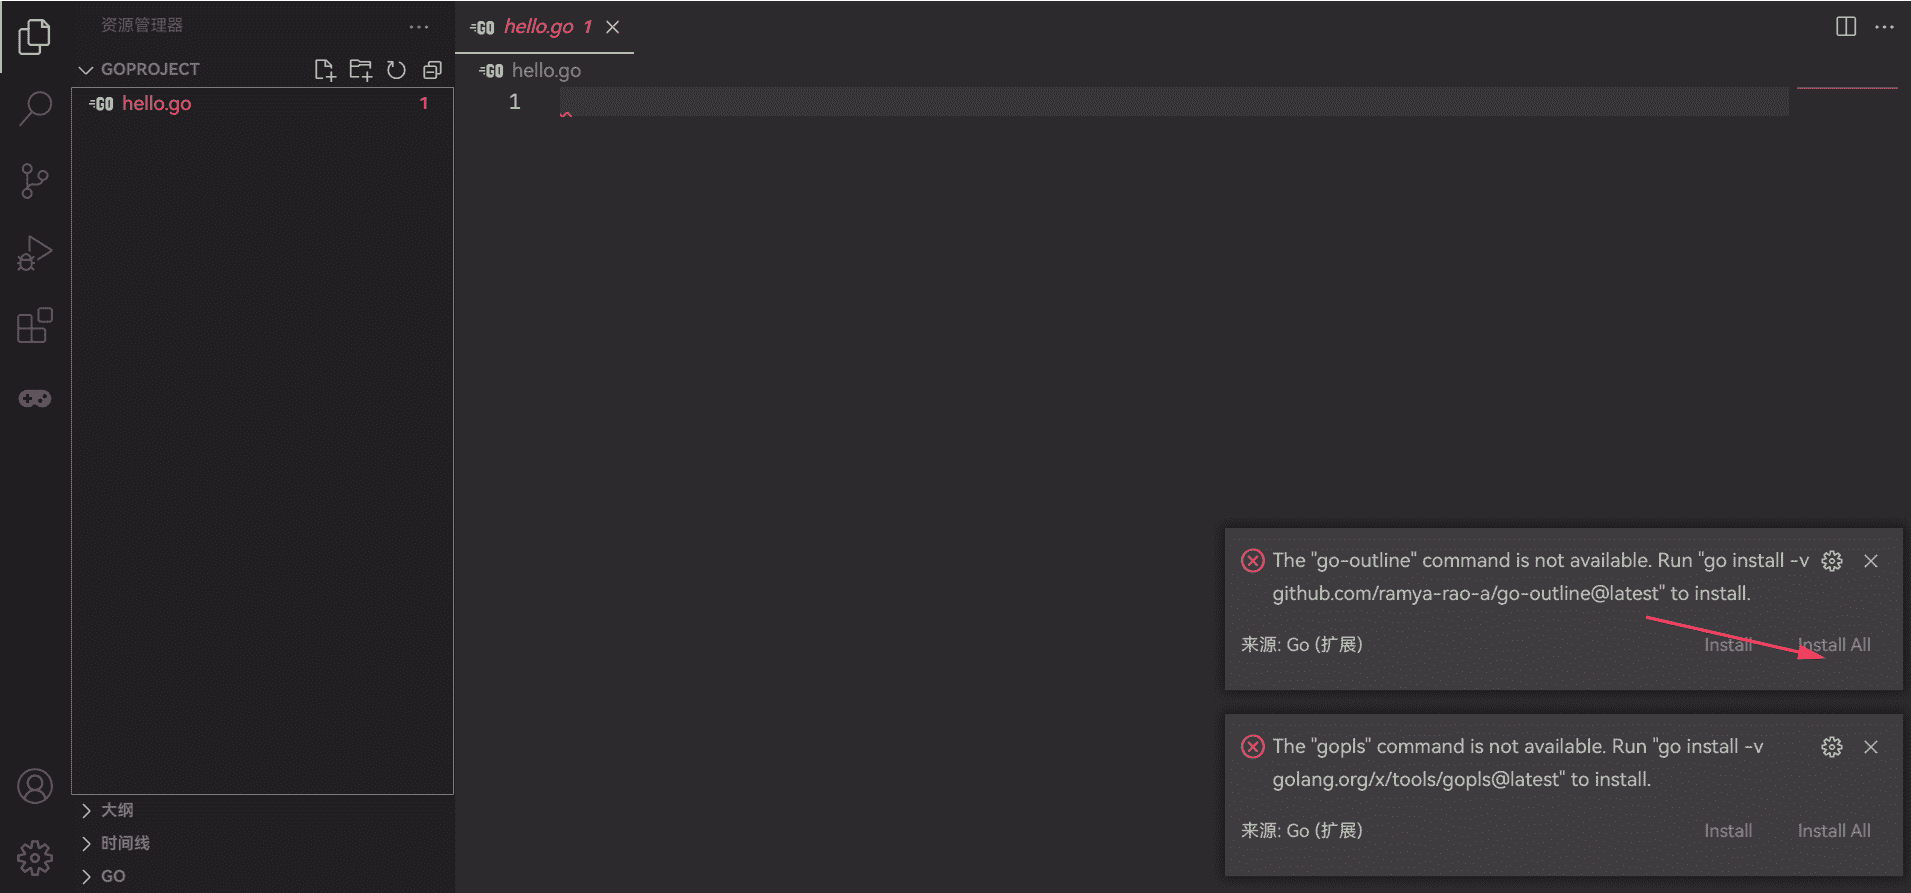 资源管理器
GOPROJECT
GO hello.go 1
GO hello.go 1
GO hello.go
1
The "go-outline" command is not available. Run "go install -v
github.com/ramya-rao-a/go-outline@latest" to install.
来源: Go (扩展)
Install
Install All
The "gopls" command is not available. Run "go install -v
golang.org/x/tools/gopls@latest" to install.
来源: Go (扩展)
Install
Install All
大纲
时间线
GO